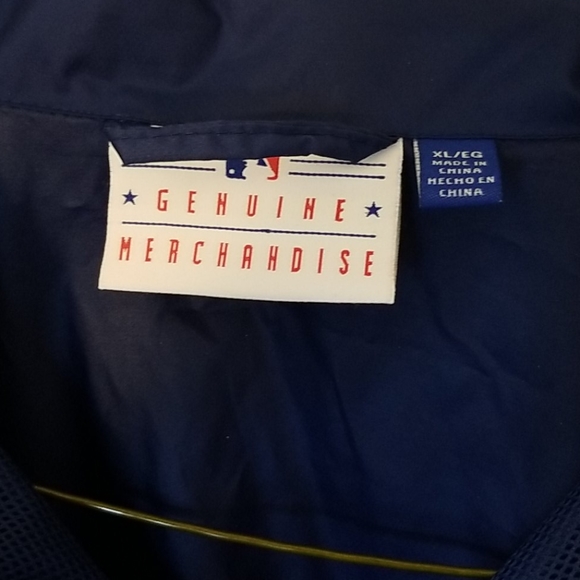 GENUINE
MERCHANDISE
XL/EG
MADE IN
CHINA
HECHO EN
CHINA